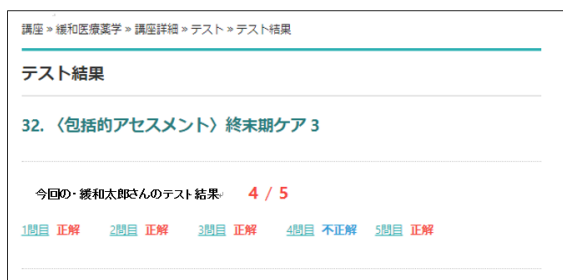 講座 » 緩和医療薬学 » 講座詳細 » テスト » テスト結果
テスト結果
32. 〈包括的アセスメント〉終末期ケア 3
今回の・緩和太郎さんのテスト結果 4 / 5
1問目 正解 2問目 正解 3問目 正解 4問目 不正解 5問目 正解